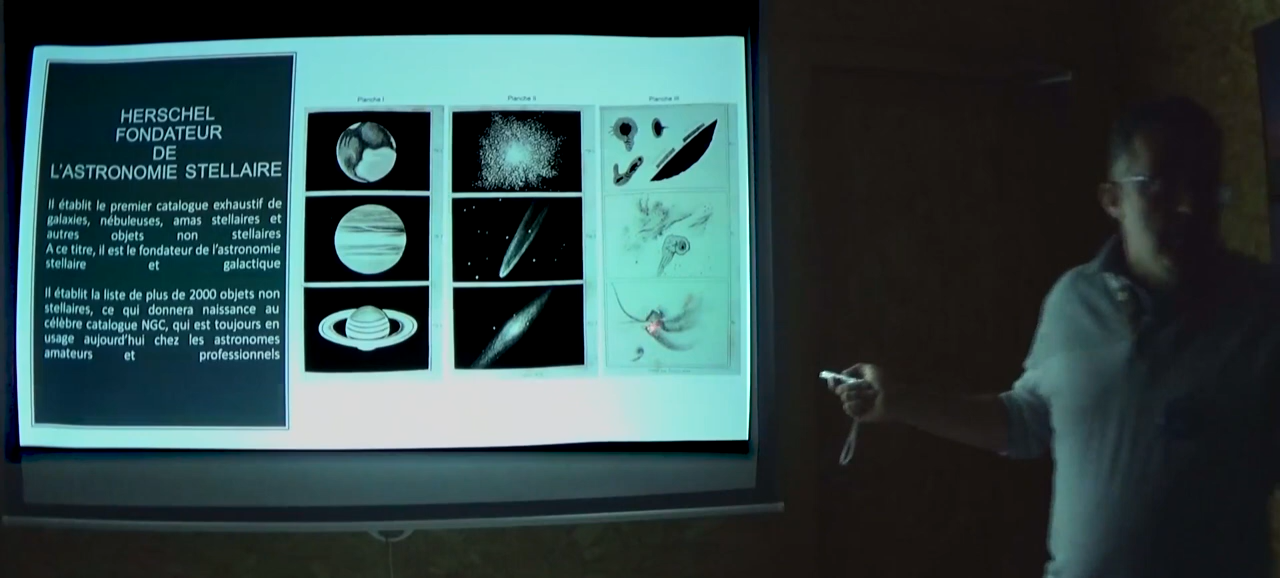 HERSCHEL
FONDATEUR
DE
L'ASTRONOMIE STELLAIRE
Il établit le premier catalogue exhaustif de
galaxies, nébuleuses, amas stellaires et
autres objets non stellaires
A ce titre, il est le fondateur de l'astronomie
stellaire et galactique
Il établit la liste de plus de 2000 objets non
stellaires, ce qui donnera naissance au
célèbre catalogue NGC, qui est toujours en
usage aujourd'hui chez les astronomes
amateurs et professionnels
Planche I
Planche II
Planche III